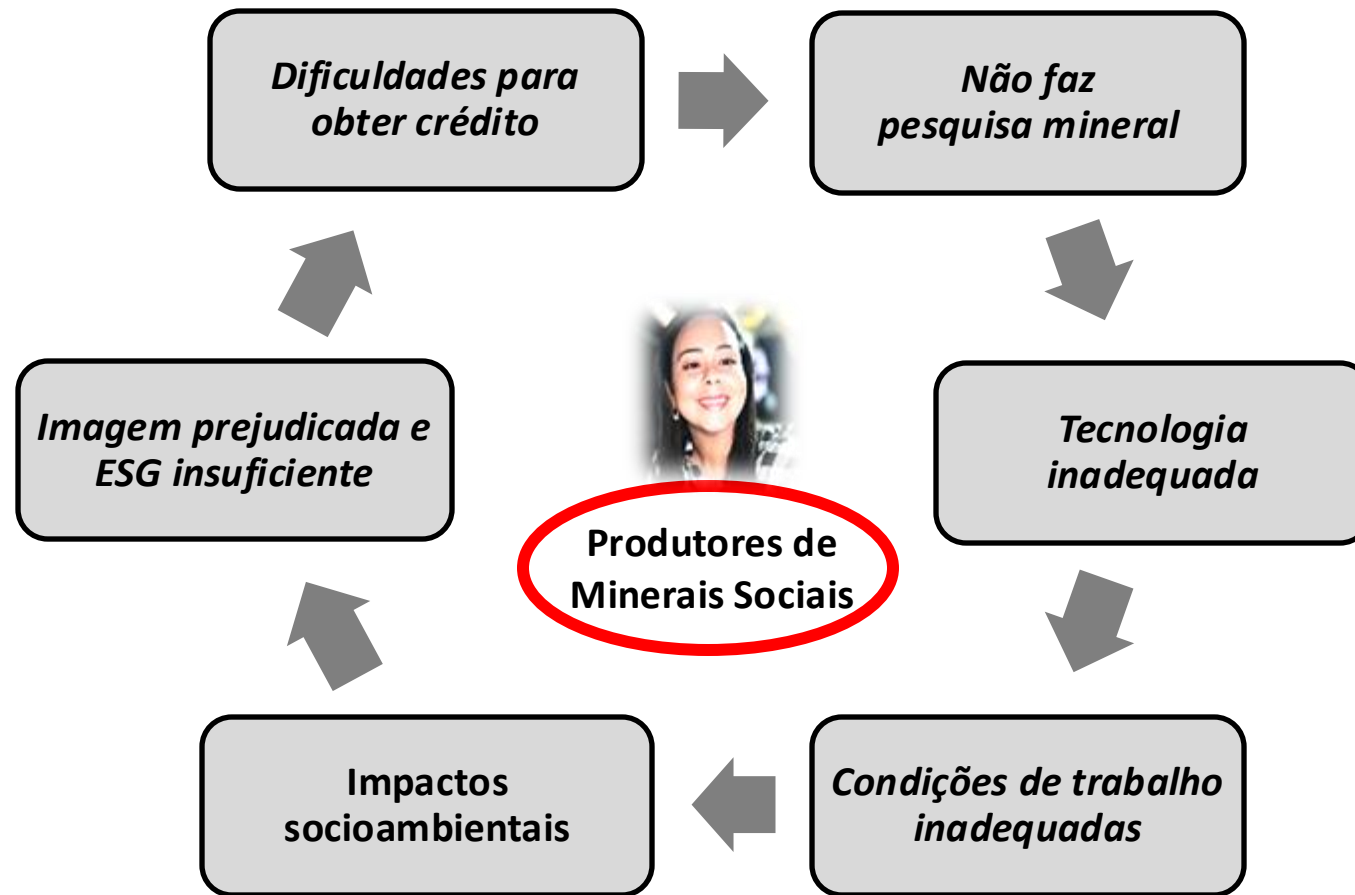 Dificuldades para
obter crédito
Não faz
pesquisa mineral
Tecnologia
inadequada
Condições de trabalho
inadequadas
Impactos
socioambientais
Imagem prejudicada e
ESG insuficiente
Produtores de
Minerais Sociais